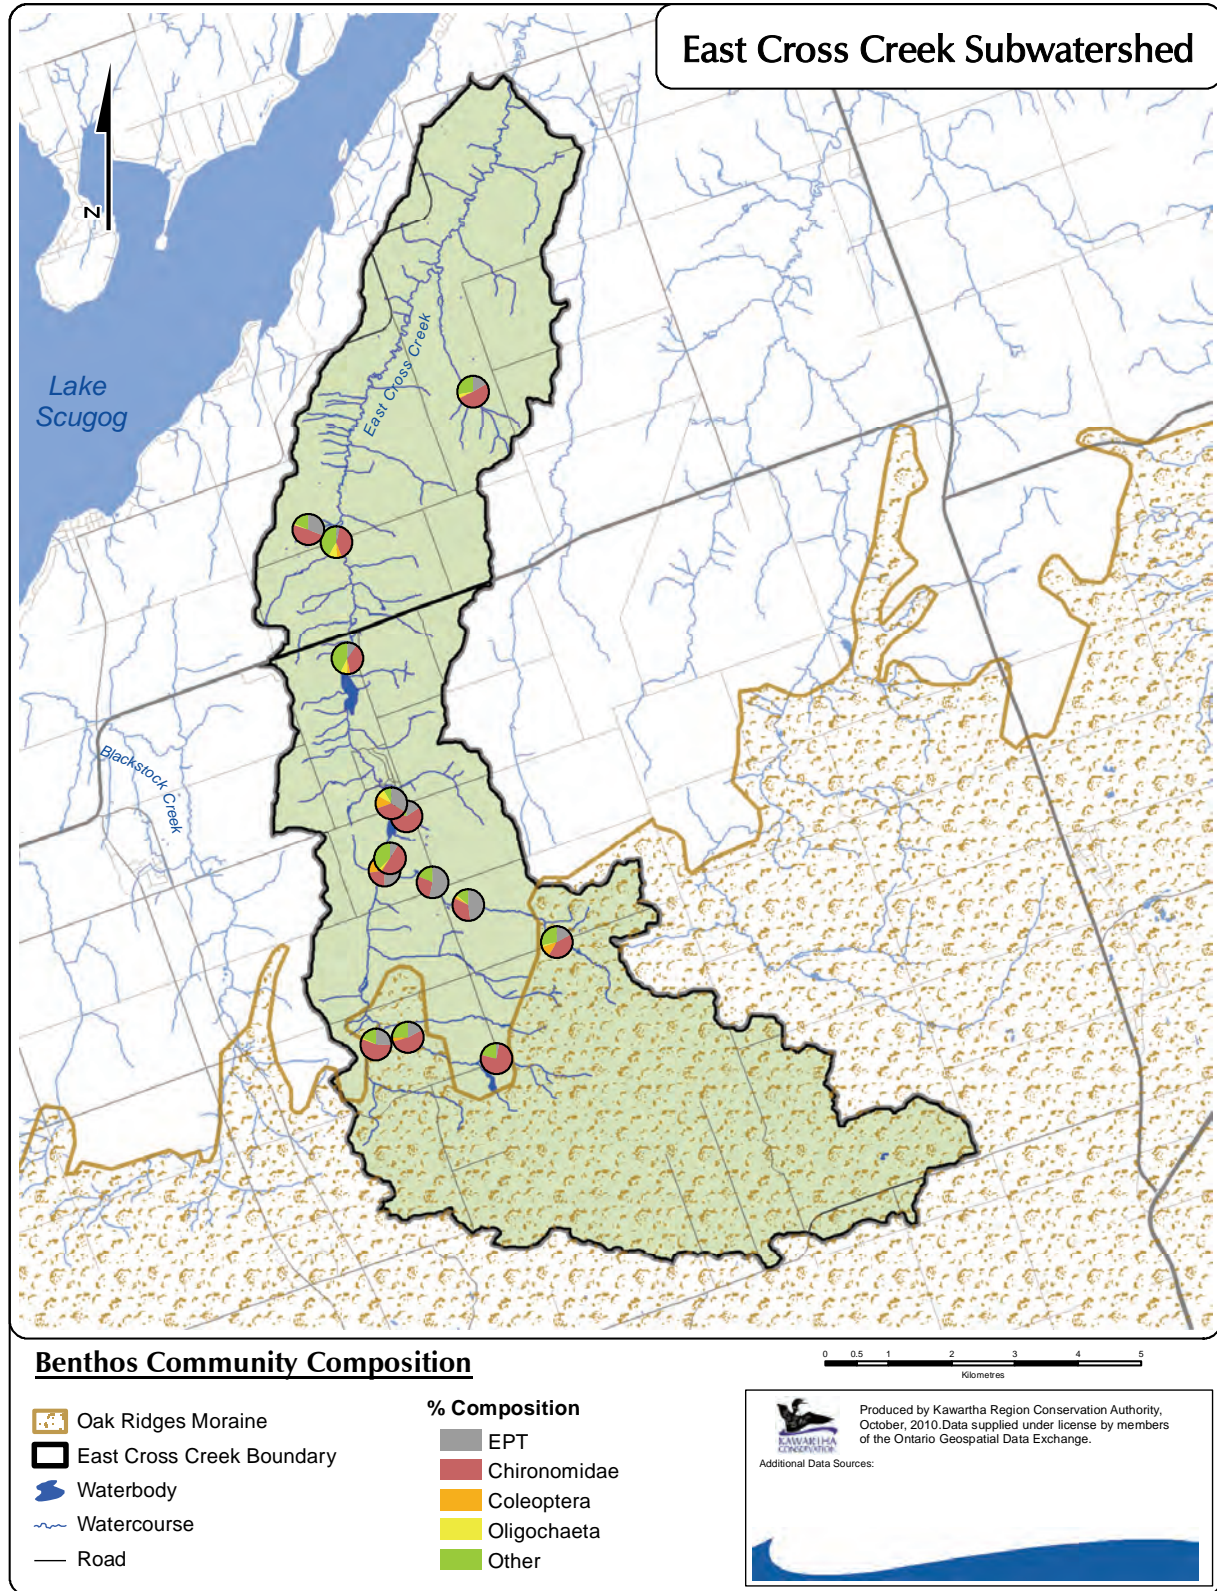 East Cross Creek Subwatershed
N
Lake
Scugog
East Cross Creek
Blackstock Creek
Benthos Community Composition
Oak Ridges Moraine
East Cross Creek Boundary
Waterbody
Watercourse
Road
% Composition
EPT
Chironomidae
Coleoptera
Oligochaeta
Other
0 0.5 1 2 3 4 5
Kilometres
KAWARTHA
CONSERVATION
Produced by Kawartha Region Conservation Authority,
October, 2010.Data supplied under license by members
of the Ontario Geospatial Data Exchange.
Additional Data Sources: